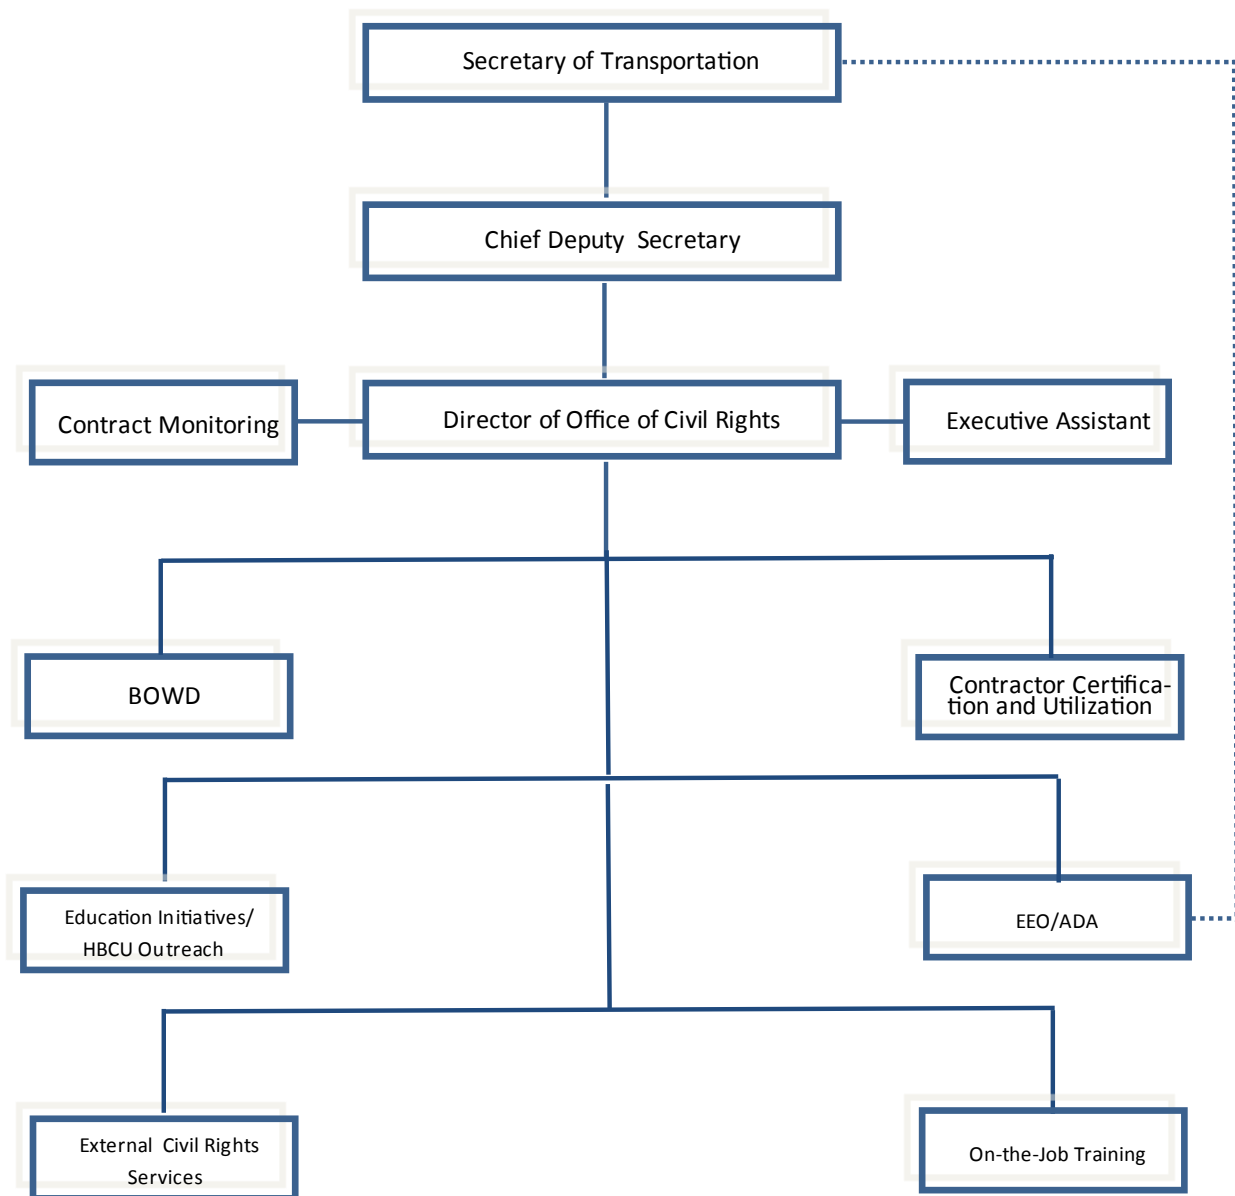 Secretary of Transportation
Chief Deputy  Secretary
Contract Monitoring
Director of Office of Civil Rights
Executive Assistant
BOWD
Contractor Certifica-
tion and Utilization
Education Initiatives/
HBCU Outreach
EEO/ADA
External  Civil Rights
Services
On-the-Job Training